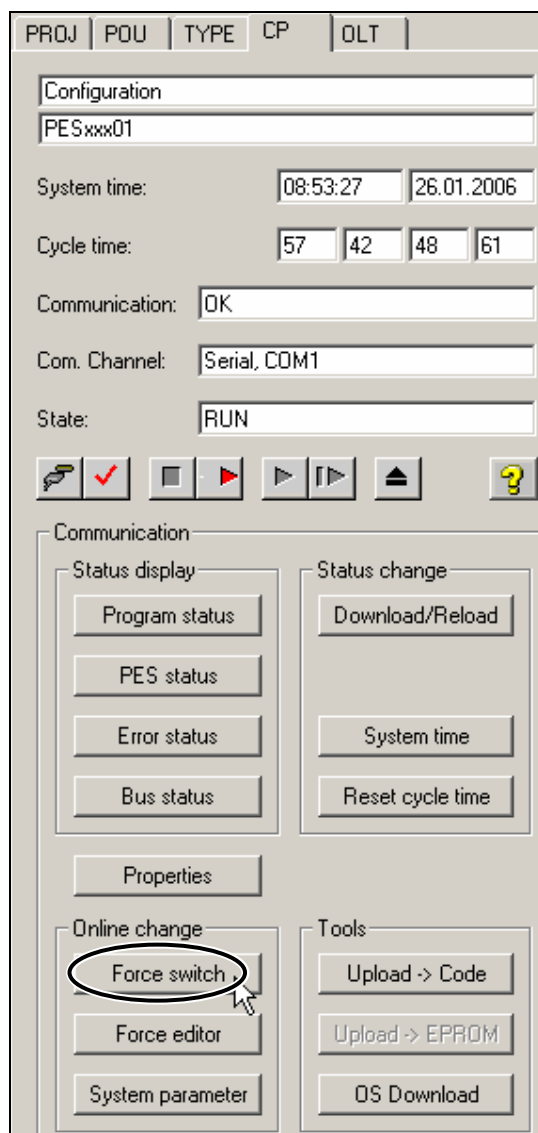 PROJ POU TYPE CP OLT
Configuration
PESxxx01
System time: 08:53:27 26.01.2006
Cycle time: 57 42 48 61
Communication: OK
Com. Channel: Serial, COM1
State: RUN
Communication
Status display Status change
Program status Download/Reload
PES status
Error status System time
Bus status Reset cycle time
Properties
Online change Tools
Force switch Upload -> Code
Force editor Upload -> EPROM
System parameter OS Download